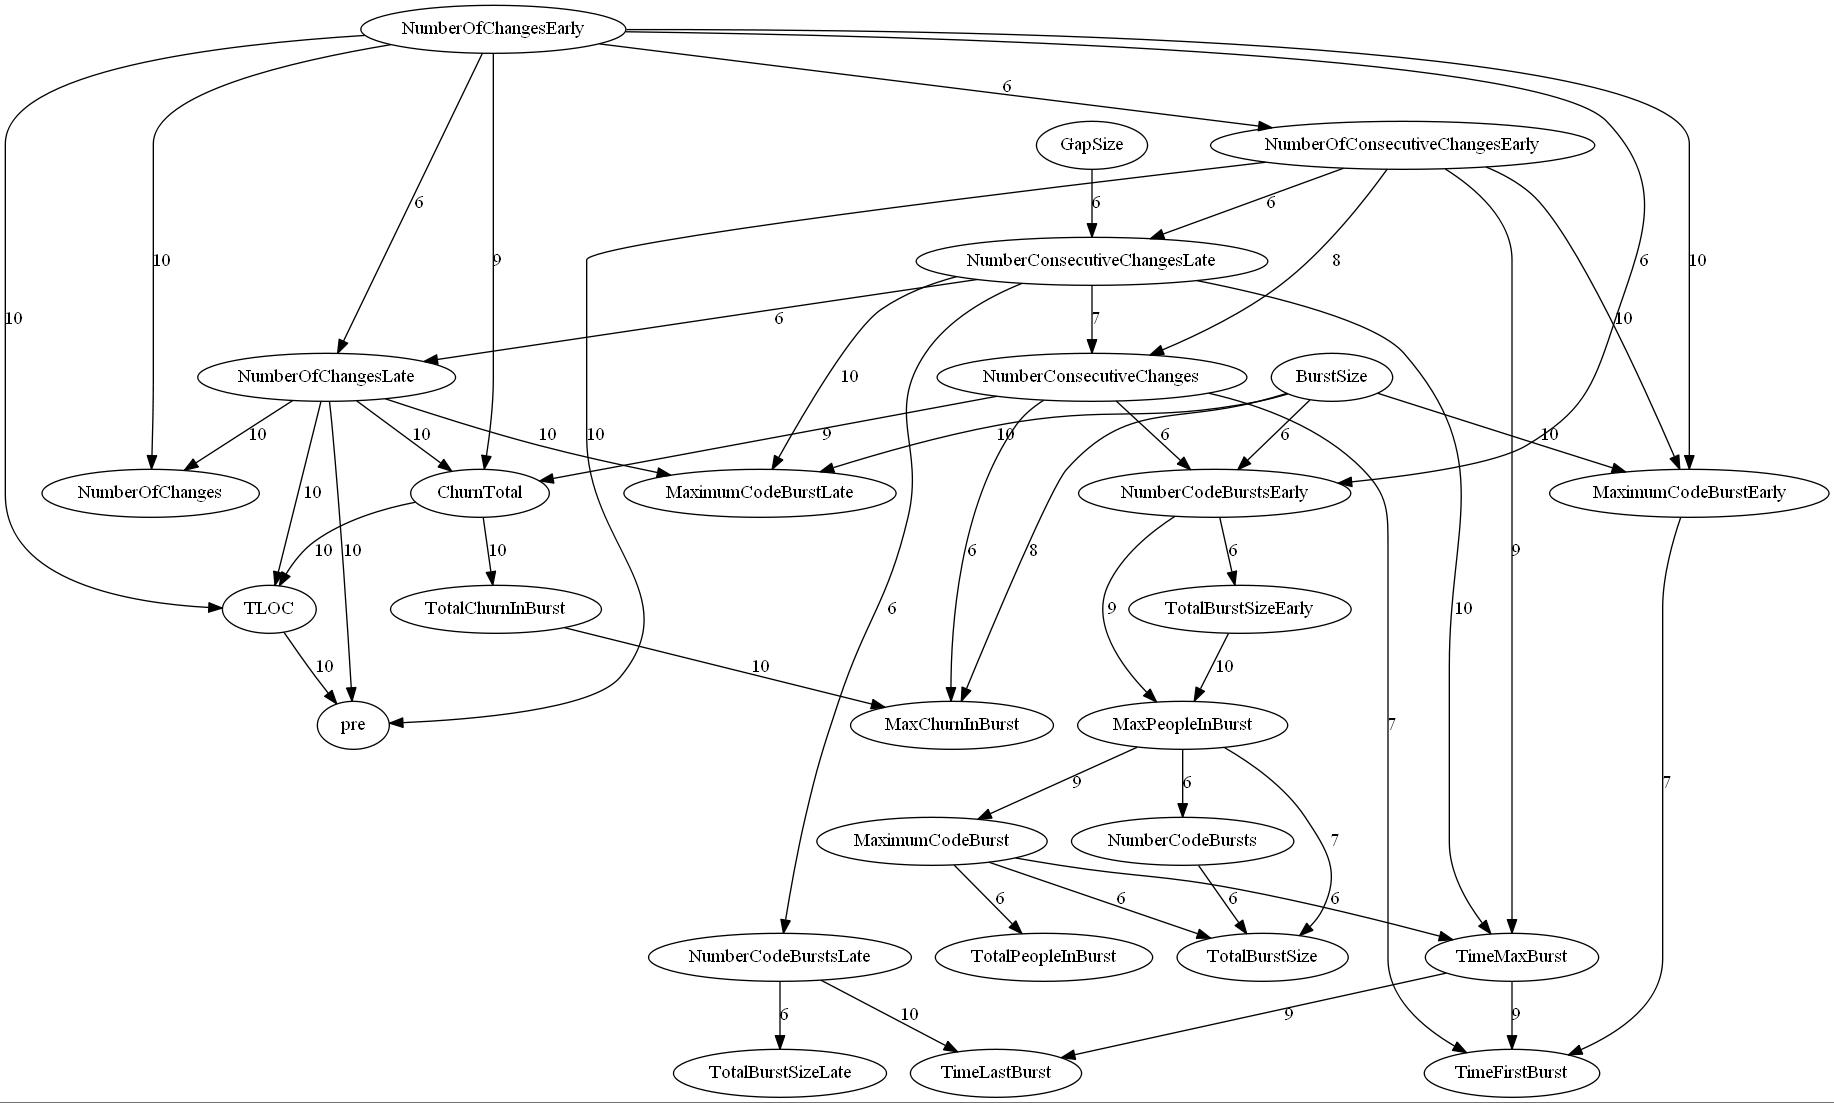 NumberOfChangesEarly
6
GapSize
NumberOfConsecutiveChangesEarly
6
6
6
10
9
NumberConsecutiveChangesLate
8
6
10
10
6
7
10
NumberOfChangesLate
10
NumberConsecutiveChanges
BurstSize
10
10
10
10
9
10
6
6
10
NumberOfChanges
10
ChurnTotal
MaximumCodeBurstLate
NumberCodeBurstsEarly
MaximumCodeBurstEarly
10
10
10
6
8
6
9
TLOC
TotalChurnInBurst
6
9
TotalBurstSizeEarly
10
10
10
10
pre
MaxChurnInBurst
MaxPeopleInBurst
7
9
6
7
MaximumCodeBurst
NumberCodeBursts
7
6
6
6
6
NumberCodeBurstsLate
TotalPeopleInBurst
TotalBurstSize
TimeMaxBurst
6
10
9
9
TotalBurstSizeLate
TimeLastBurst
TimeFirstBurst